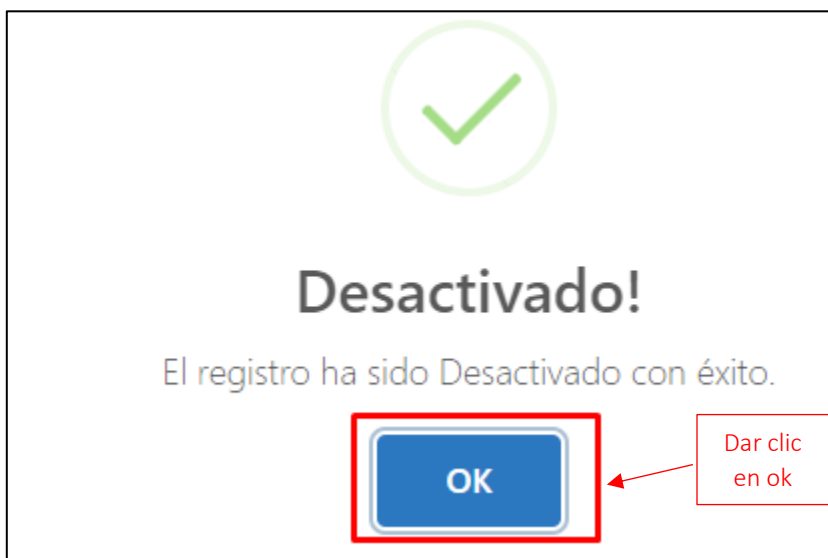 Desactivado!
El registro ha sido Desactivado con éxito.
OK
Dar clic
en ok